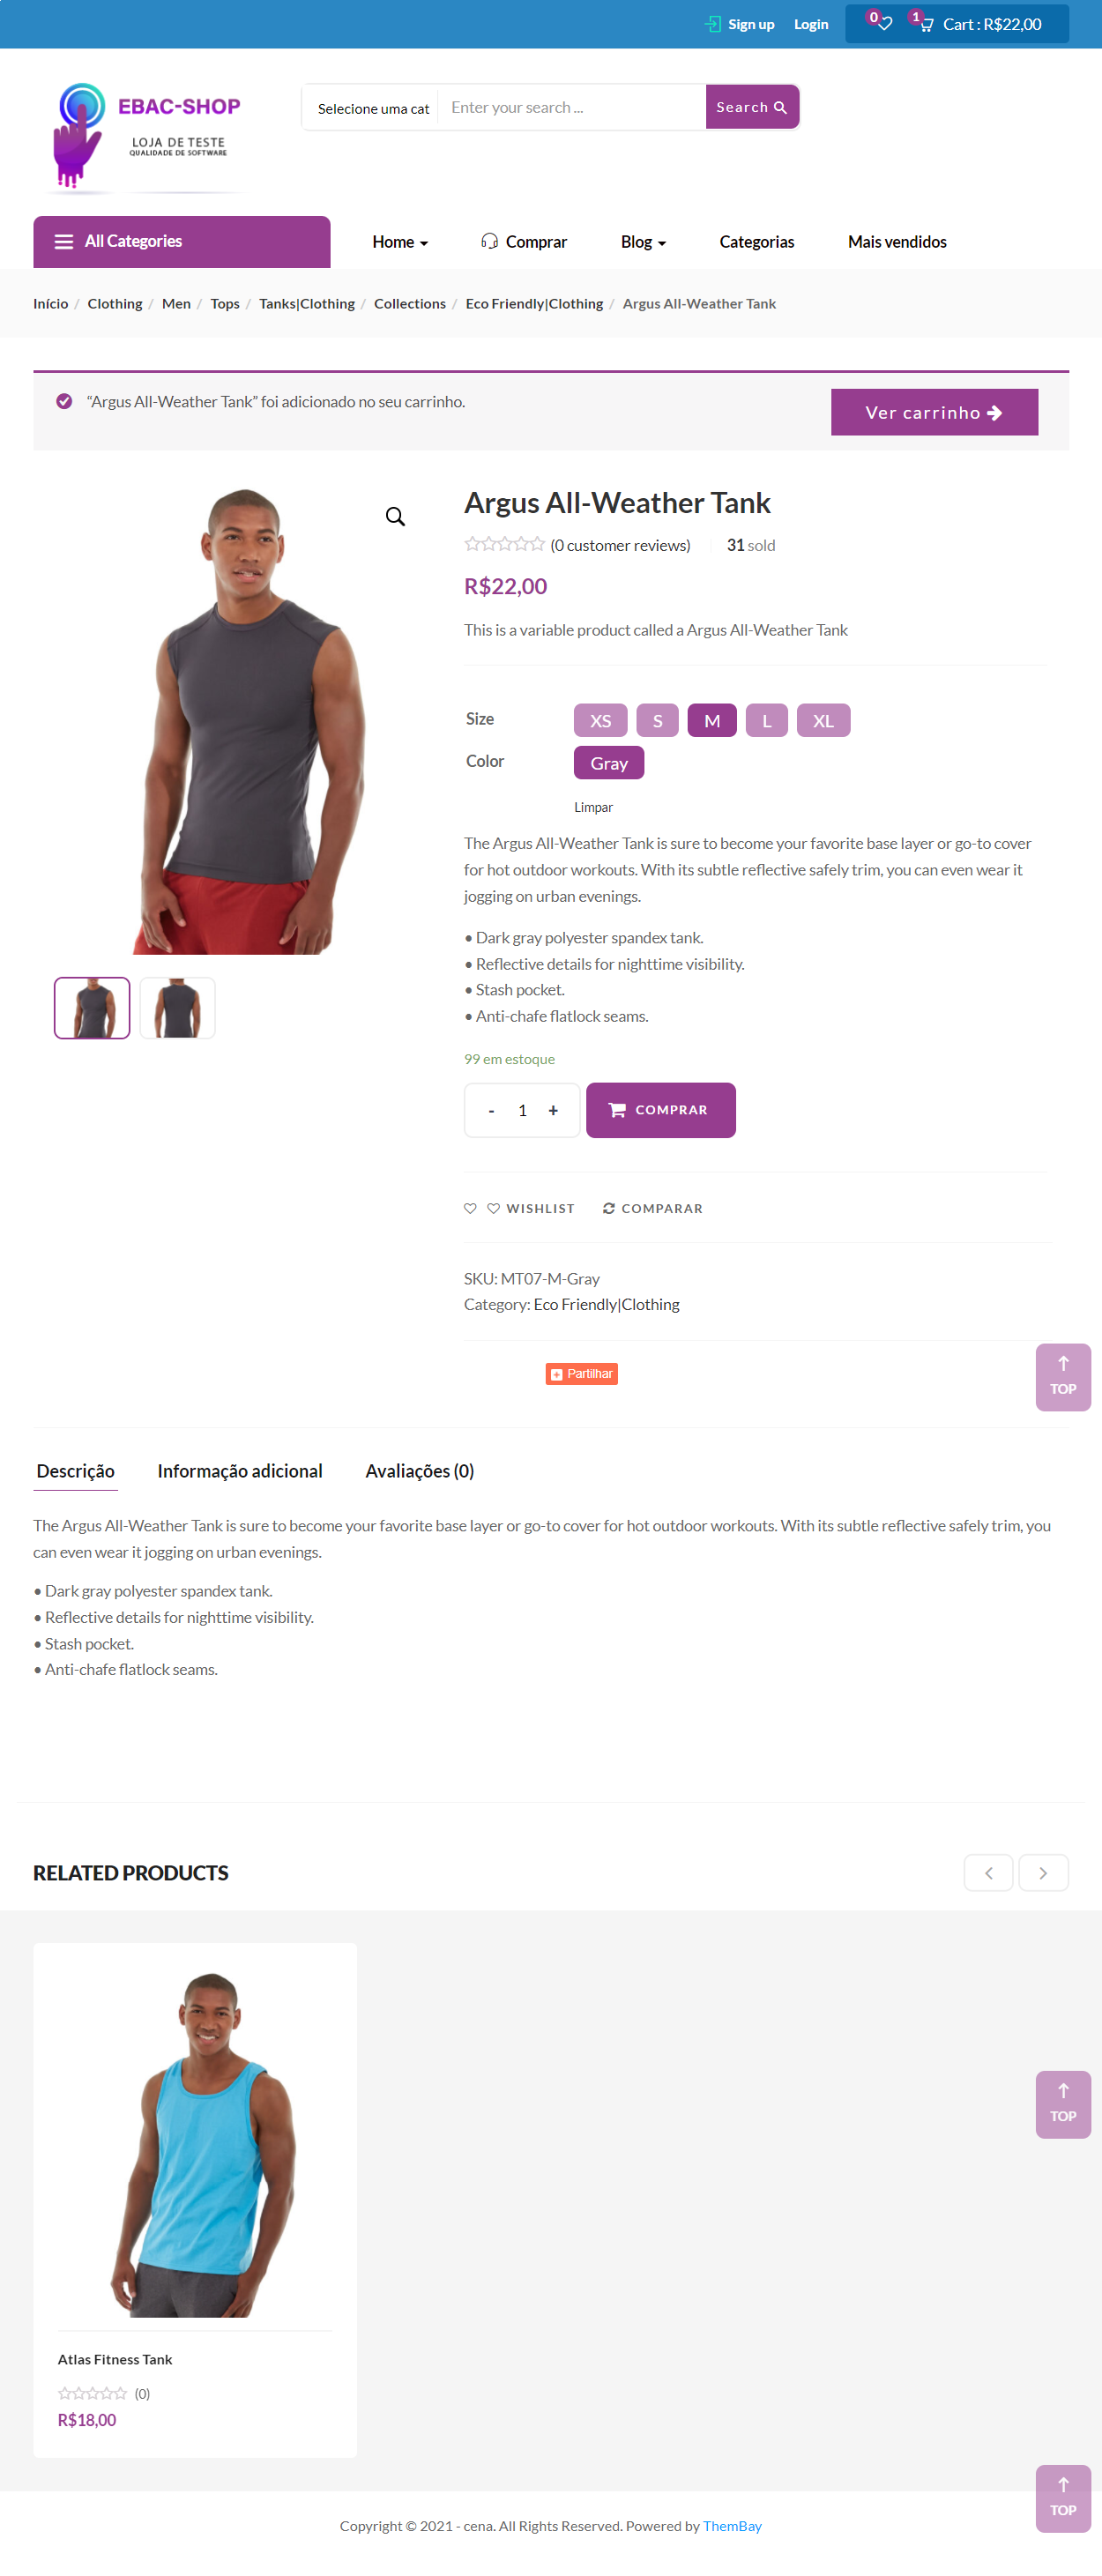 Sign up Login 0 1 Cart : R$22,00
EBAC-SHOP
LOJA DE TESTE
QUALIDADE DE SOFTWARE
Selecione uma cat Enter your search ... Search
All Categories Home Comprar Blog Categorias Mais vendidos
Início / Clothing / Men / Tops / Tanks|Clothing / Collections / Eco Friendly|Clothing / Argus All-Weather Tank
“Argus All-Weather Tank” foi adicionado no seu carrinho. Ver carrinho
Argus All-Weather Tank
(0 customer reviews) 31 sold
R$22,00
This is a variable product called a Argus All-Weather Tank
Size XS S M L XL
Color Gray
Limpar
The Argus All-Weather Tank is sure to become your favorite base layer or go-to cover
for hot outdoor workouts. With its subtle reflective safely trim, you can even wear it
jogging on urban evenings.
• Dark gray polyester spandex tank.
• Reflective details for nighttime visibility.
• Stash pocket.
• Anti-chafe flatlock seams.
99 em estoque
- 1 + COMPRAR
WISHLIST COMPARAR
SKU: MT07-M-Gray
Category: Eco Friendly|Clothing
Partilhar
TOP
Descrição Informação adicional Avaliações (0)
The Argus All-Weather Tank is sure to become your favorite base layer or go-to cover for hot outdoor workouts. With its subtle reflective safely trim, you
can even wear it jogging on urban evenings.
• Dark gray polyester spandex tank.
• Reflective details for nighttime visibility.
• Stash pocket.
• Anti-chafe flatlock seams.
RELATED PRODUCTS
TOP
Atlas Fitness Tank
(0)
R$18,00
TOP
Copyright © 2021 - cena. All Rights Reserved. Powered by ThemBay